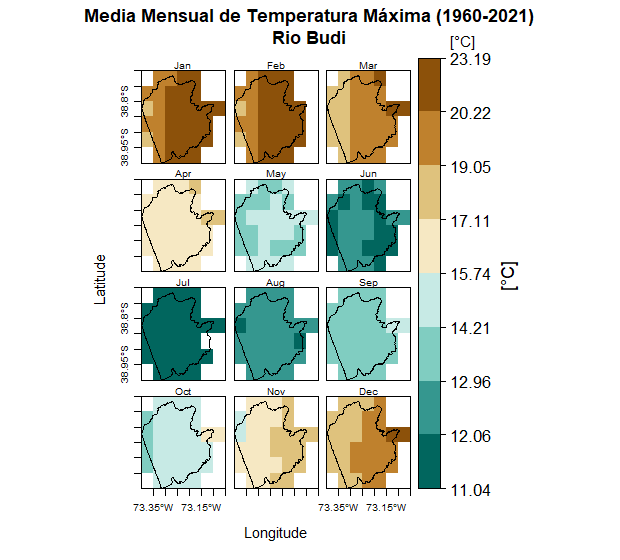 Media Mensual de Temperatura Máxima (1960-2021)
Rio Budi
[°C]
Jan Feb Mar
Apr May Jun
Jul Aug Sep
Oct Nov Dec
38.8°S
38.95°S
38.8°S
38.95°S
Latitude
73.35°W 73.15°W 73.35°W 73.15°W
Longitude
23.19
20.22
19.05
17.11
15.74
14.21
12.96
12.06
11.04
[°C]